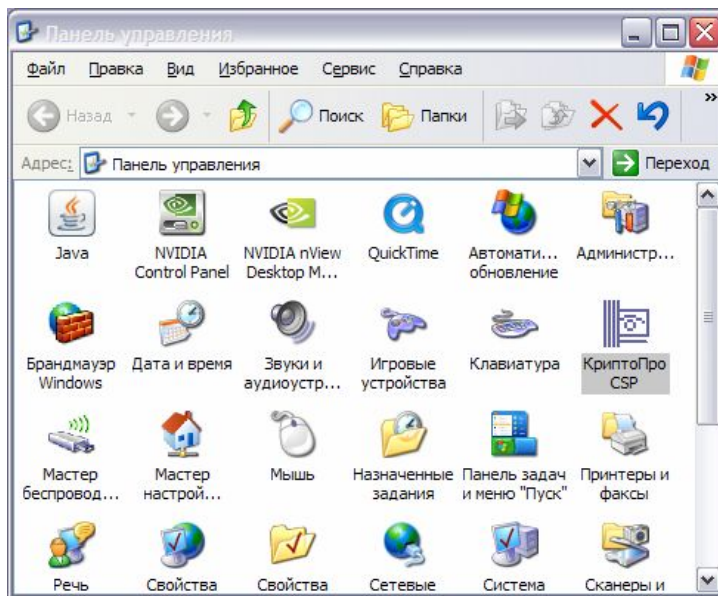 Панель управления
Файл Правка Вид Избранное Сервис Справка
Назад Поиск Папки »
Адрес: Панель управления Переход
Java NVIDIA NVIDIA nView QuickTime Автомати... Администр...
Control Panel Desktop M... обновление
Брандмауэр Дата и время Звуки и Игровые Клавиатура КриптоПро
Windows аудиоустр... устройства CSP
Мастер Мастер Мышь Назначенные Панель задач Принтеры и
беспровод... настрой... задания и меню "Пуск" факсы
Речь Свойства Свойства Сетевые Система Сканеры и